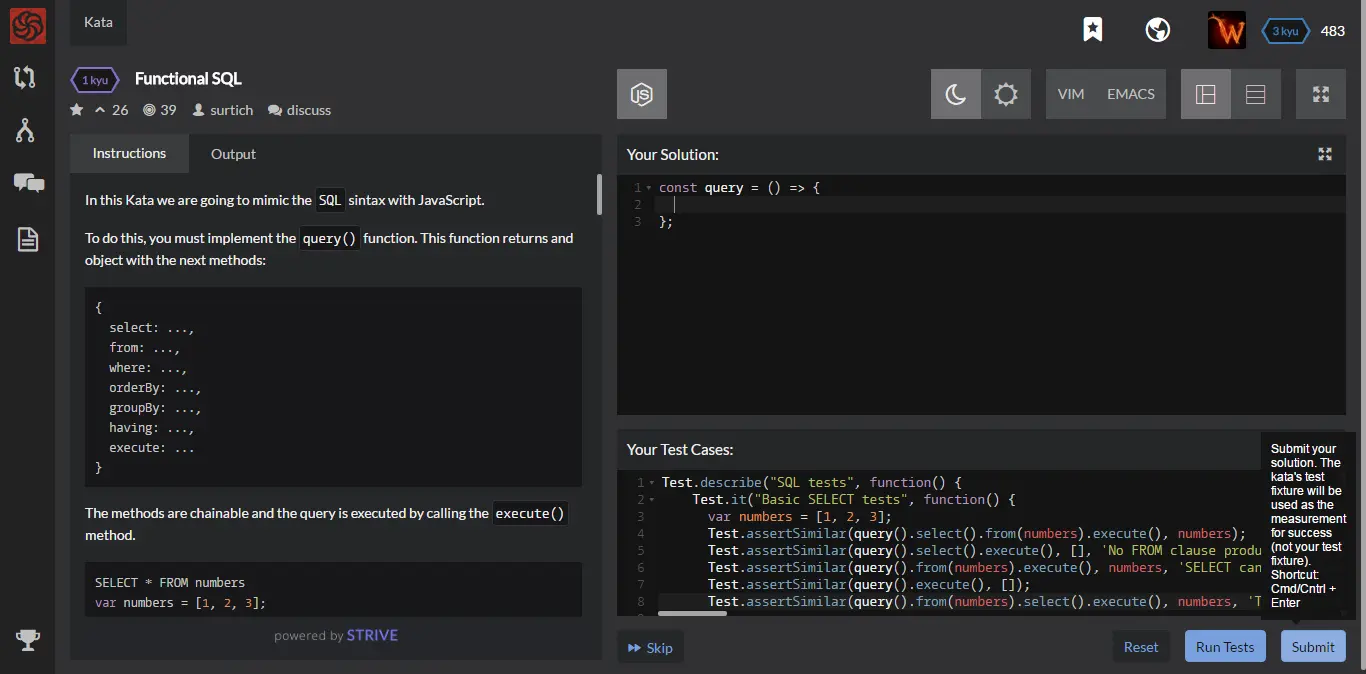 Kata
3 kyu 483
1 kyu Functional SQL
26 39 surtich discuss
JS VIM EMACS
Instructions Output
In this Kata we are going to mimic the SQL sintax with JavaScript.
To do this, you must implement the query() function. This function returns and
object with the next methods:
{
select: ...,
from: ...,
where: ...,
orderBy: ...,
groupBy: ...,
having: ...,
execute: ...
}
The methods are chainable and the query is executed by calling the execute()
method.
SELECT * FROM numbers
var numbers = [1, 2, 3];
powered by STRIVE
Your Solution:
1 const query = () => {
2
3 };
Your Test Cases:
1 Test.describe("SQL tests", function() {
2 Test.it("Basic SELECT tests", function() {
3 var numbers = [1, 2, 3];
4 Test.assertSimilar(query().select().from(numbers).execute(), numbers);
5 Test.assertSimilar(query().select().execute(), [], 'No FROM clause produ
6 Test.assertSimilar(query().from(numbers).execute(), numbers, 'SELECT can
7 Test.assertSimilar(query().execute(), []);
8 Test.assertSimilar(query().from(numbers).select().execute(), numbers, 'T
Submit your
solution. The
kata's test
fixture will be
used as the
measurement
for success
(not your test
fixture).
Shortcut:
Cmd/Cntrl +
Enter
Skip Reset Run Tests Submit